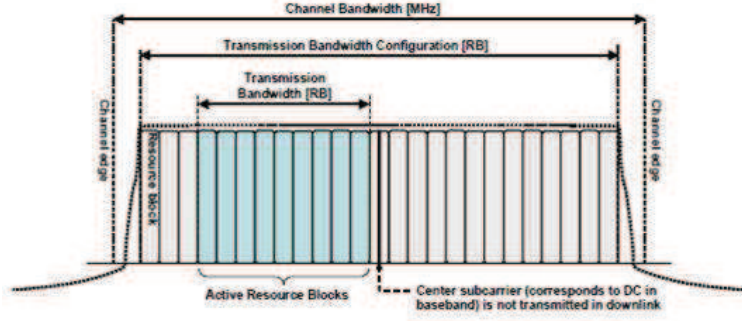 Channel Bandwidth [MHz]
Transmission Bandwidth Configuration [RB]
Transmission
Bandwidth [RB]
Channel edge
Resource block
Channel edge
Active Resource Blocks
Center subcarrier (corresponds to DC in
baseband) is not transmitted in downlink